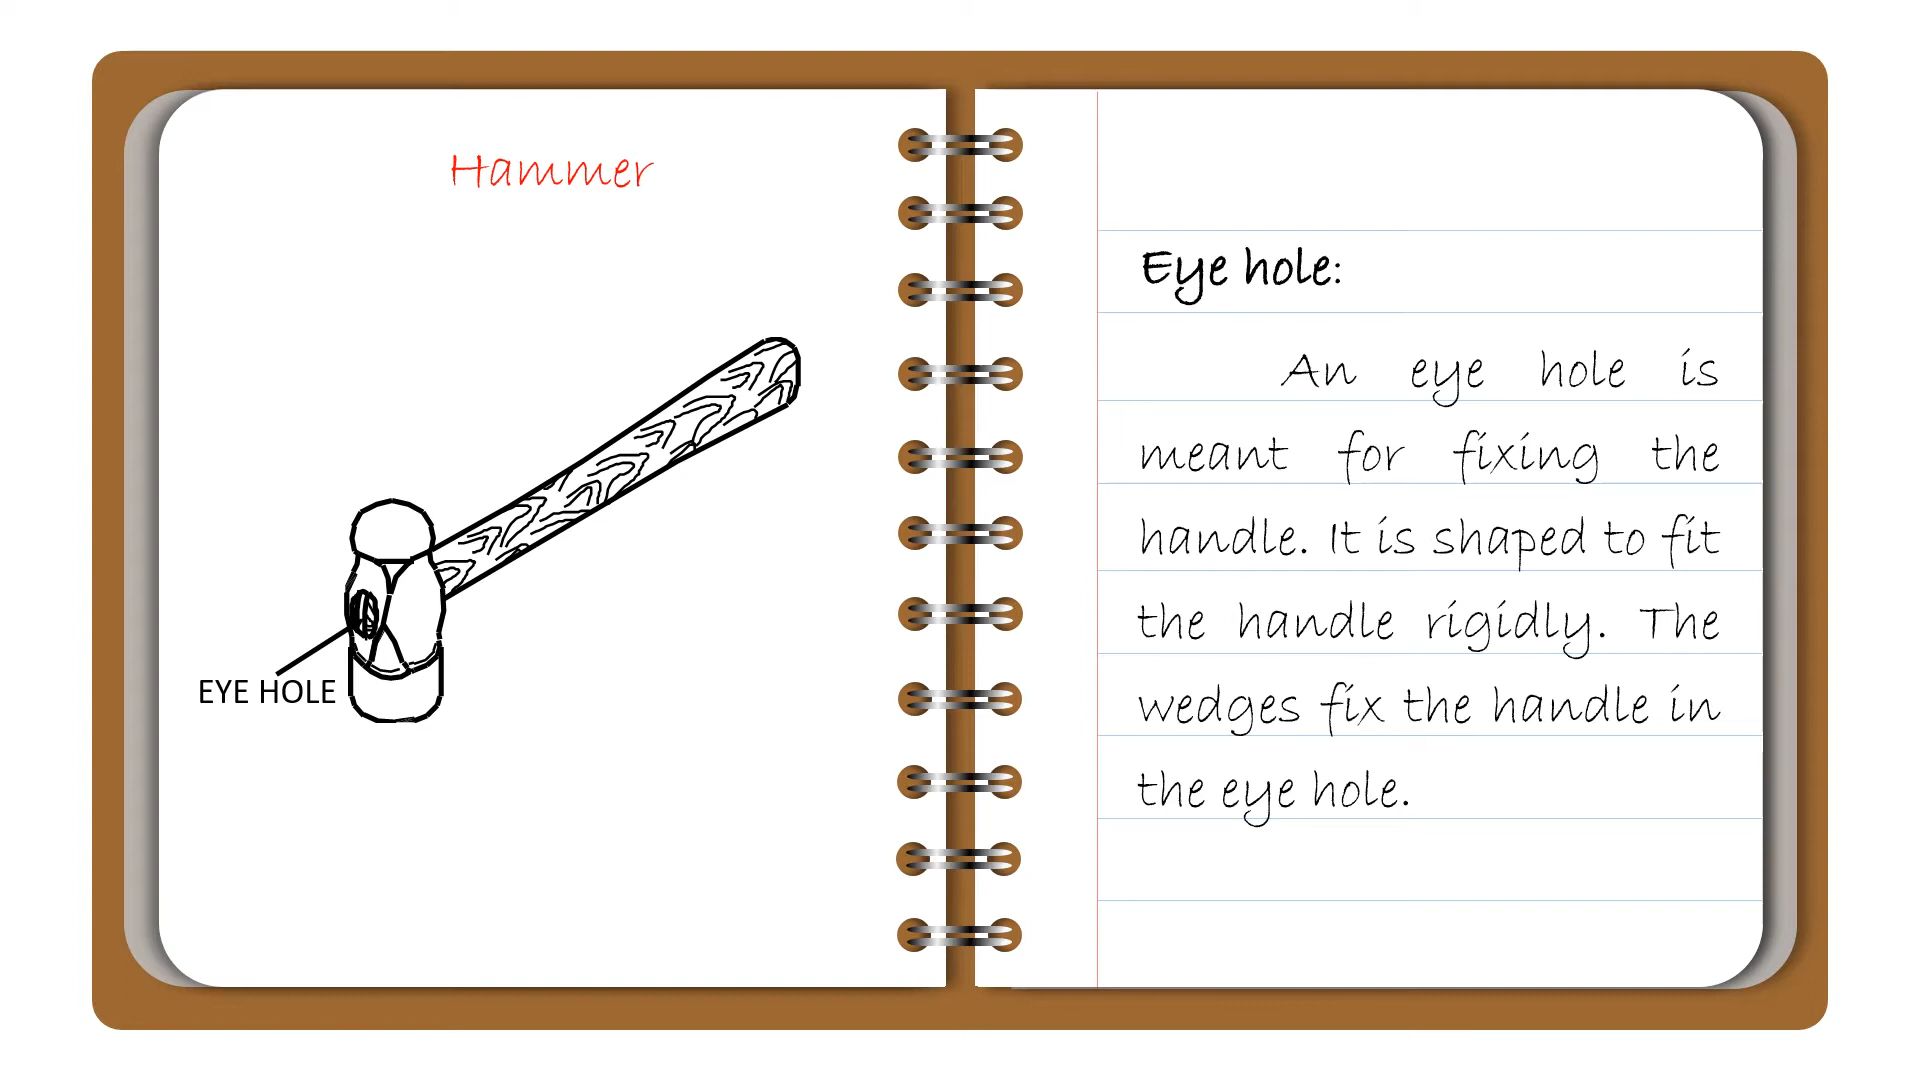 Hammer
EYE HOLE
Eye hole:
An eye hole is
meant for fixing the
handle. It is shaped to fit
the handle rigidly. The
wedges fix the handle in
the eye hole.